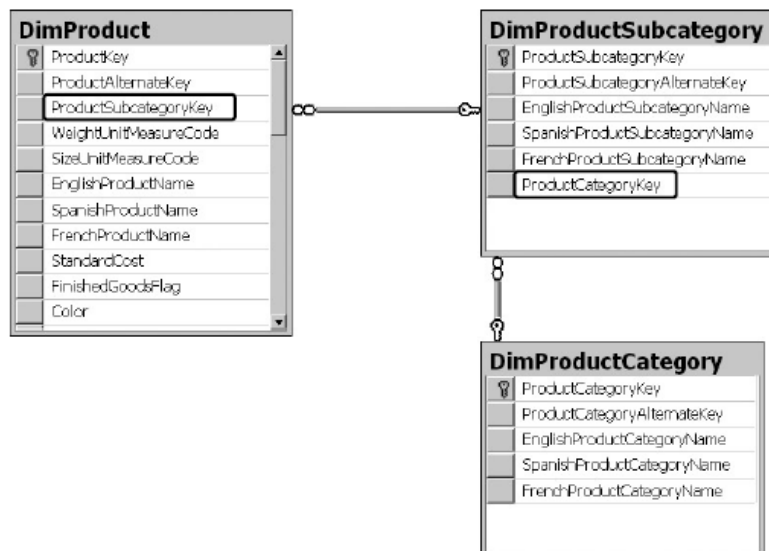 DimProduct
ProductKey
ProductAlternateKey
ProductSubcategoryKey
WeightUnitMeasureCode
SizeUnitMeasureCode
EnglishProductName
SpanishProductName
FrenchProductName
StandardCost
FinishedGoodsFlag
Color
DimProductSubcategory
ProductSubcategoryKey
ProductSubcategoryAlternateKey
EnglishProductSubcategoryName
SpanishProductSubcategoryName
FrenchProductSubcategoryName
ProductCategoryKey
DimProductCategory
ProductCategoryKey
ProductCategoryAlternateKey
EnglishProductCategoryName
SpanishProductCategoryName
FrenchProductCategoryName